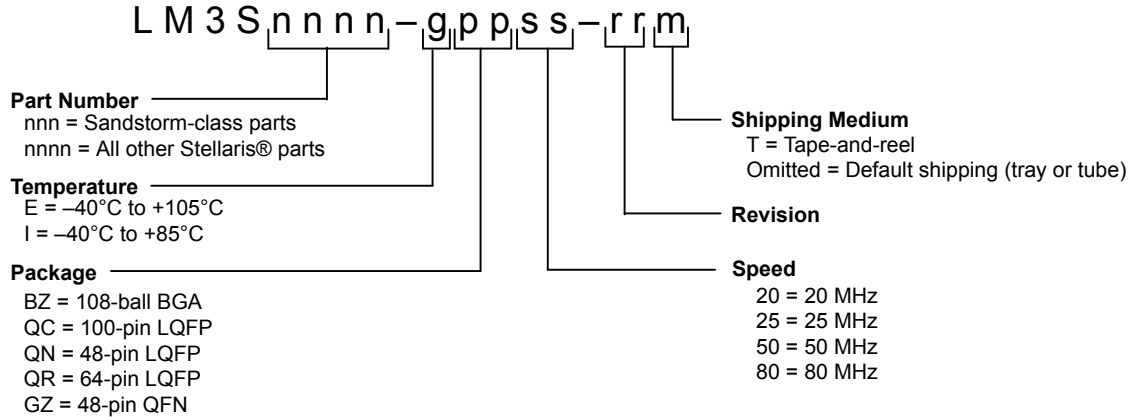 L M 3 S n n n n – g p p s s – r r m
Part Number
nnn = Sandstorm-class parts
nnnn = All other Stellaris® parts
Temperature
E = –40°C to +105°C
I = –40°C to +85°C
Package
BZ = 108-ball BGA
QC = 100-pin LQFP
QN = 48-pin LQFP
QR = 64-pin LQFP
GZ = 48-pin QFN
Shipping Medium
T = Tape-and-reel
Omitted = Default shipping (tray or tube)
Revision
Speed
20 = 20 MHz
25 = 25 MHz
50 = 50 MHz
80 = 80 MHz